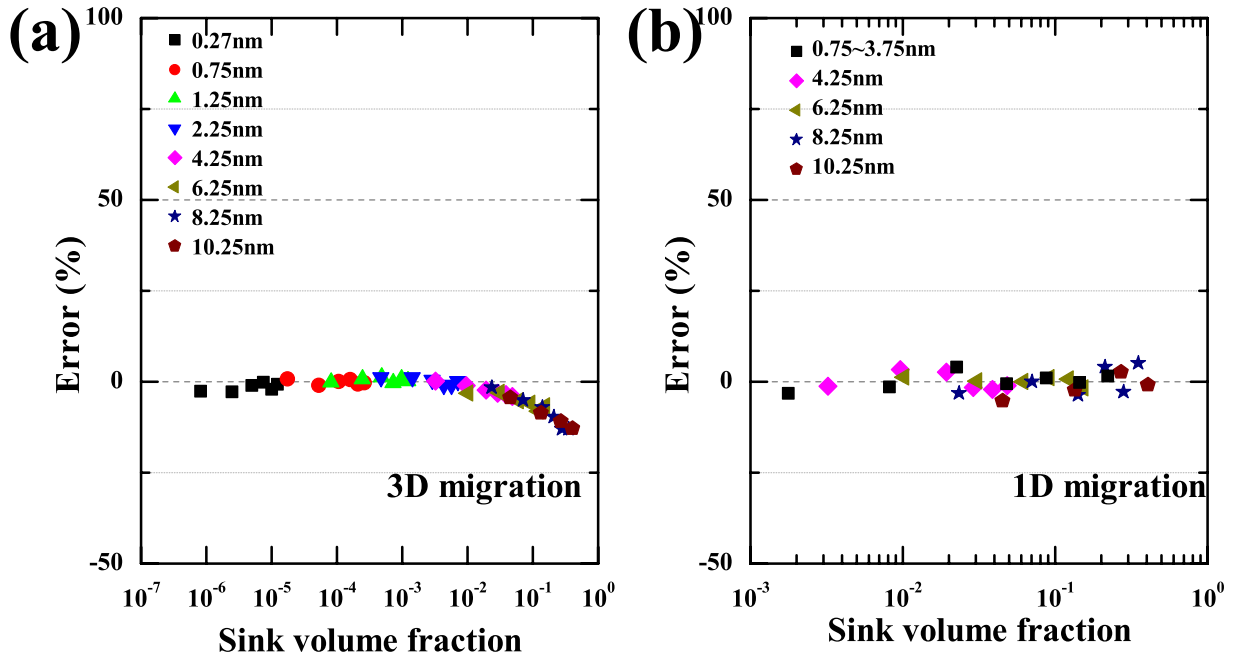 (a)
100
50
0
-50
Error (%)
0.27nm
0.75nm
1.25nm
2.25nm
4.25nm
6.25nm
8.25nm
10.25nm
3D migration
10^-7 10^-6 10^-5 10^-4 10^-3 10^-2 10^-1 10^0
Sink volume fraction
(b)
100
50
0
-50
Error (%)
0.75~3.75nm
4.25nm
6.25nm
8.25nm
10.25nm
1D migration
10^-3 10^-2 10^-1 10^0
Sink volume fraction